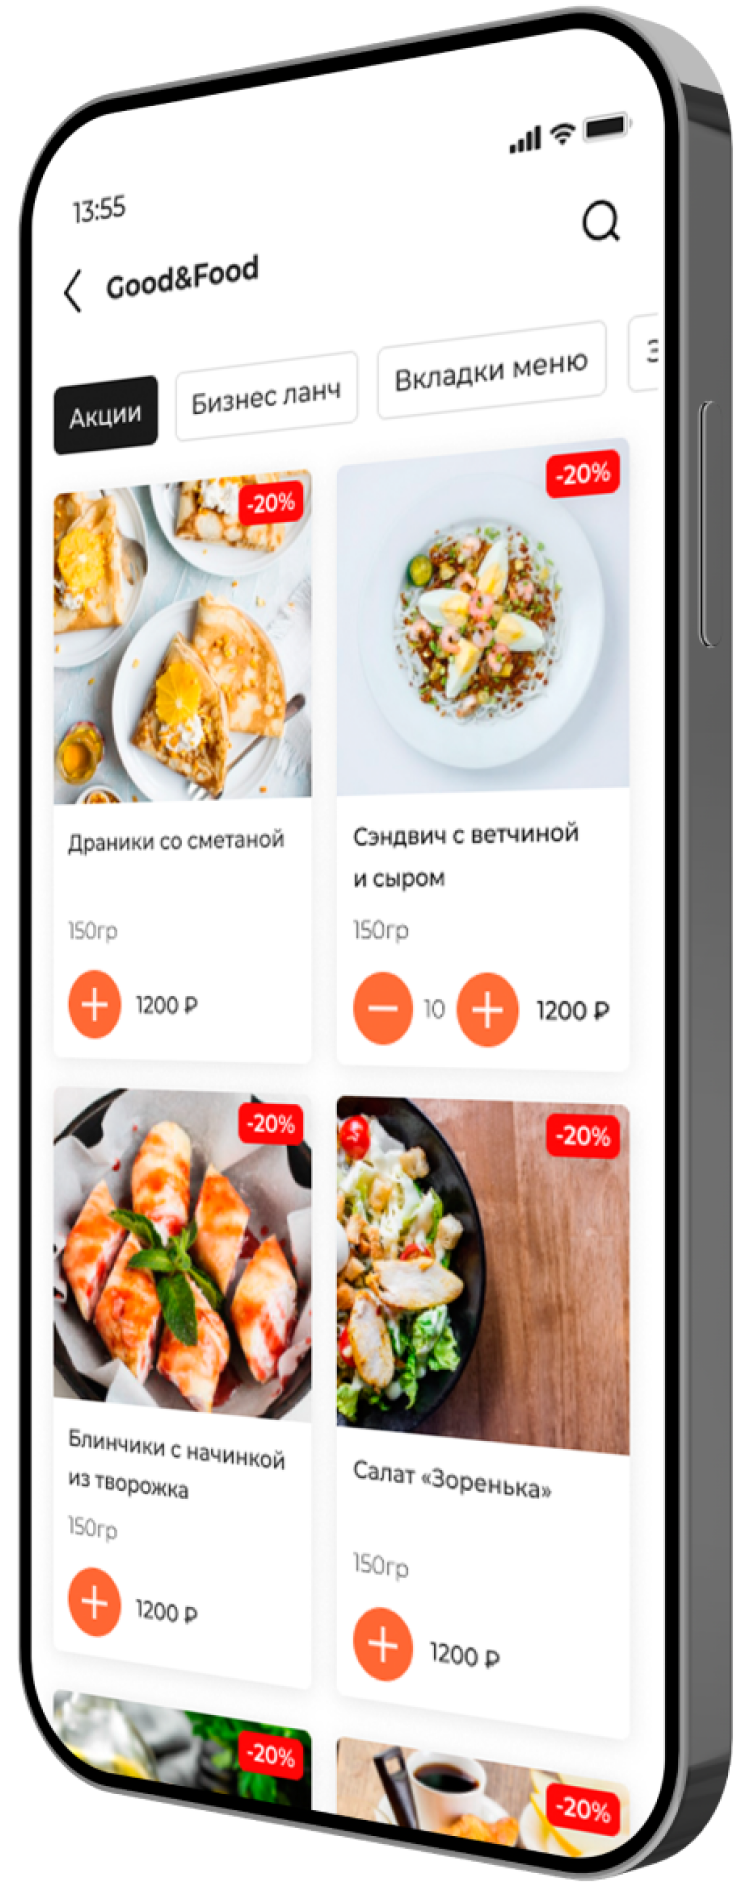 13:55
Good&Food
Акции
Бизнес ланч
Вкладки меню
-20%
-20%
Драники со сметаной
150гр
1200 ₽
Сэндвич с ветчиной
и сыром
150гр
10
1200 ₽
-20%
-20%
Блинчики с начинкой
из творожка
150гр
1200 ₽
Салат «Зоренька»
150гр
1200 ₽
-20%
-20%